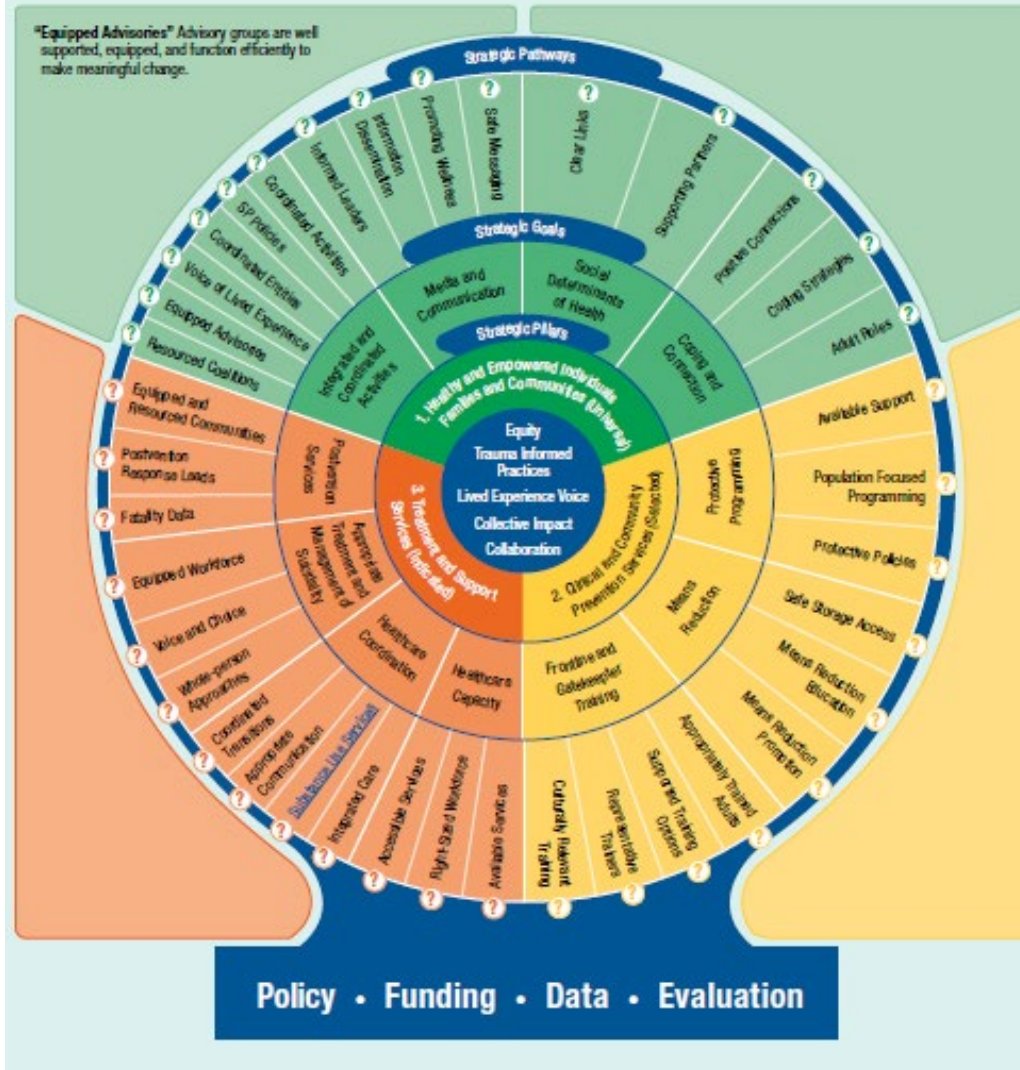 “Equipped Advisories” Advisory groups are well
supported, equipped, and function efficiently to
make meaningful change.
Strategic Pathways
Resourced Coalitions
Equipped Advisories
Voice of Lived Experience
Coordinated Entities
SP Policies
Coordinated Activities
Informed Leaders
Information
Dissemination
Promoting Wellness
Safe Messaging
Clear Links
Supporting Partners
Positive Connections
Coping Strategies
Adult Roles
Available Support
Population Focused
Programming
Protective Policies
Safe Storage Access
Means Reduction
Education
Means Reduction
Promotion
Appropriately Trained
Adults
Supported Training
Options
Representative
Trainers
Culturally Relevant
Training
Available Services
Right-Sized Workforce
Accessible Services
Integrated Care
Substance Use Services
Appropriate
Communication
Coordinated
Transitions
Whole-person
Approaches
Voice and Choice
Equipped Workforce
Fatality Data
Postvention
Response Leads
Equipped and
Resourced Communities
Strategic Goals
Integrated and
Coordinated
Activities
Media and
Communication
Social
Determinants
of Health
Coping and
Connection
Protective
Programming
Means
Reduction
Frontline and
Gatekeeper
Training
Healthcare
Capacity
Healthcare
Coordination
Appropriate
Treatment and
Management of
Suicidality
Postvention
Services
Strategic Pillars
1. Healthy and Empowered Individuals
Families and Communities (Universal)
2. Clinical and Community
Prevention Services (Selected)
3. Treatment and Support
Services (Indicated)
Equity
Trauma Informed
Practices
Lived Experience Voice
Collective Impact
Collaboration
Policy • Funding • Data • Evaluation